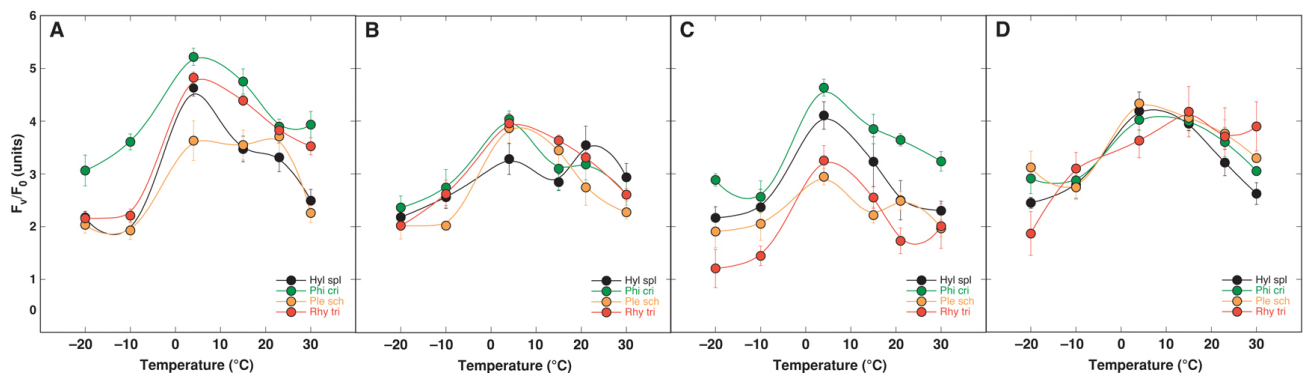 A
B
C
D
6
5
4
3
2
1
0
Fv/F0 (units)
Hyl spl
Phi cri
Ple sch
Rhy tri
Hyl spl
Phi cri
Ple sch
Rhy tri
Hyl spl
Phi cri
Ple sch
Rhy tri
Hyl spl
Phi cri
Ple sch
Rhy tri
–20 –10 0 10 20 30 –20 –10 0 10 20 30 –20 –10 0 10 20 30 –20 –10 0 10 20 30
Temperature (°C) Temperature (°C) Temperature (°C) Temperature (°C)